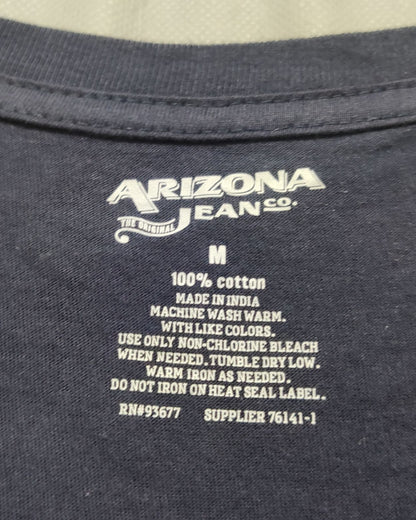 ARIZONA
THE ORIGINAL JEAN CO.
M
100% cotton
MADE IN INDIA
MACHINE WASH WARM.
WITH LIKE COLORS.
USE ONLY NON-CHLORINE BLEACH
WHEN NEEDED. TUMBLE DRY LOW.
WARM IRON AS NEEDED.
DO NOT IRON ON HEAT SEAL LABEL.
RN#93677 SUPPLIER 76141-1